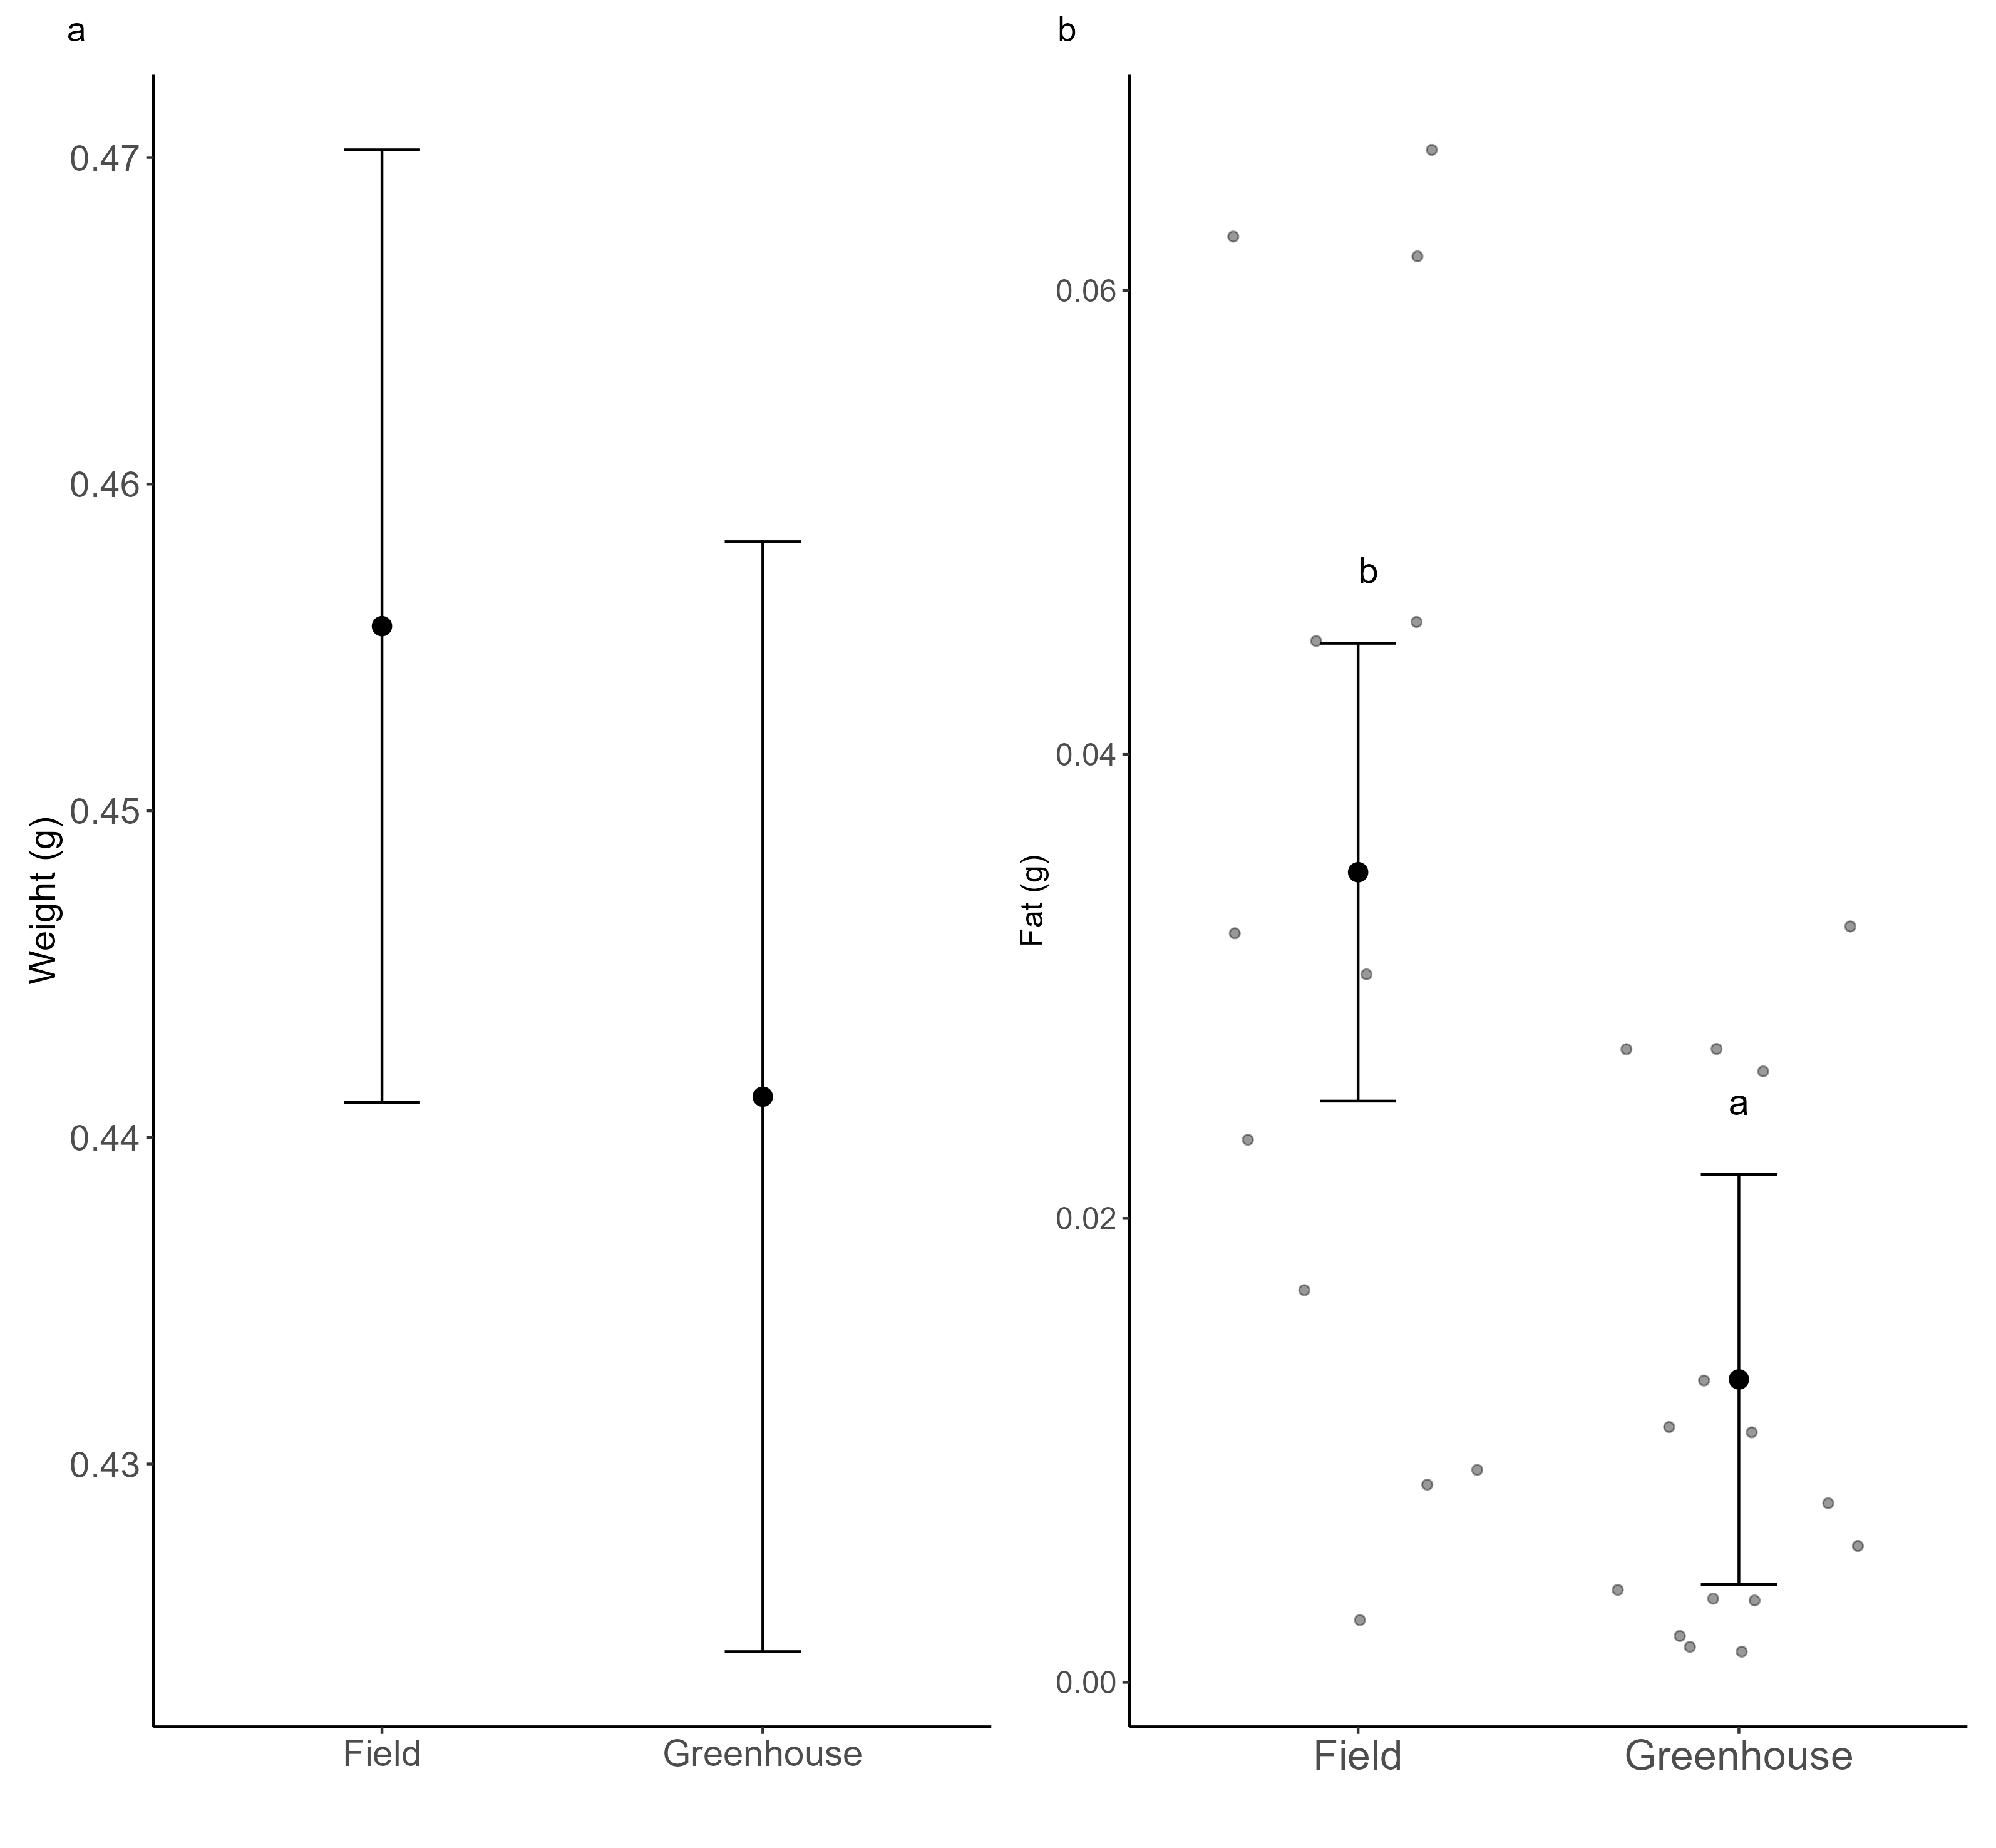 a
Weight (g)
0.47
0.46
0.45
0.44
0.43
Field Greenhouse
b
Fat (g)
0.06
0.04
0.02
0.00
b
a
Field Greenhouse